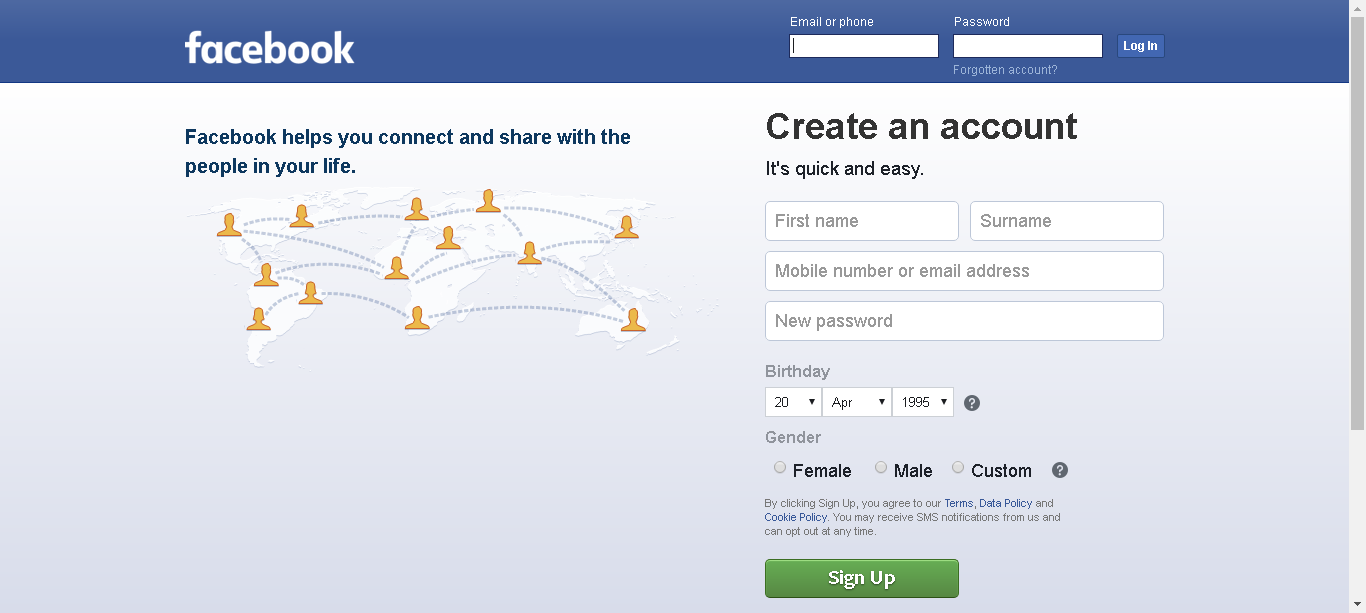 facebook
Email or phone
Password
Log In
Forgotten account?
Facebook helps you connect and share with the
people in your life.
Create an account
It's quick and easy.
First name
Surname
Mobile number or email address
New password
Birthday
20
Apr
1995
?
Gender
Female
Male
Custom
?
By clicking Sign Up, you agree to our Terms, Data Policy and
Cookie Policy. You may receive SMS notifications from us and
can opt out at any time.
Sign Up